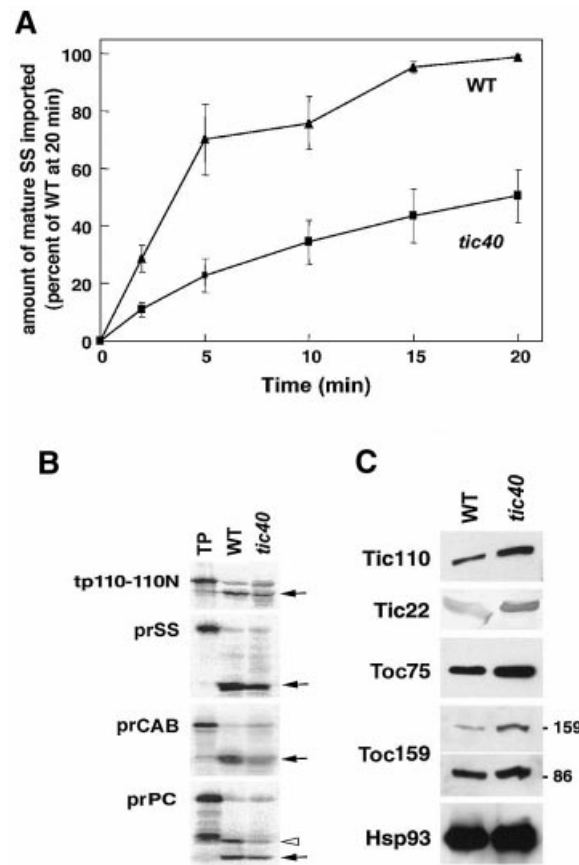 A
amount of mature SS imported
(percent of WT at 20 min)
100
80
60
40
20
0
WT
tic40
0 5 10 15 20
Time (min)
B
TP WT tic40
tp110-110N
prSS
prCAB
prPC
C
WT tic40
Tic110
Tic22
Toc75
Toc159
- 159
- 86
Hsp93